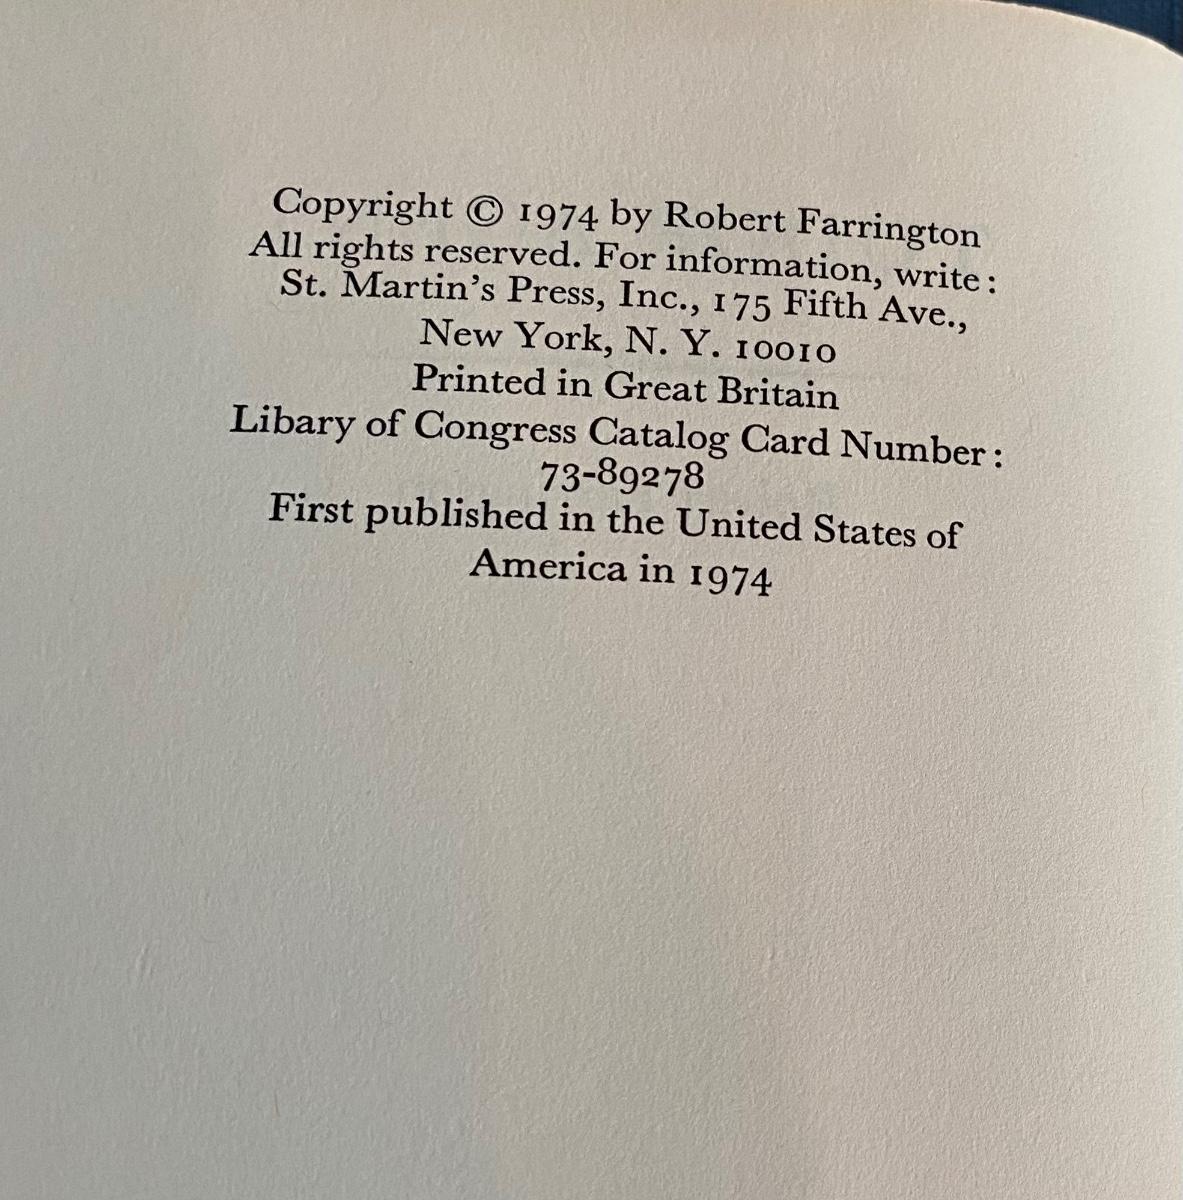 Copyright © 1974 by Robert Farrington
All rights reserved. For information, write:
St. Martin's Press, Inc., 175 Fifth Ave.,
New York, N. Y. 10010
Printed in Great Britain
Libary of Congress Catalog Card Number:
73-89278
First published in the United States of
America in 1974